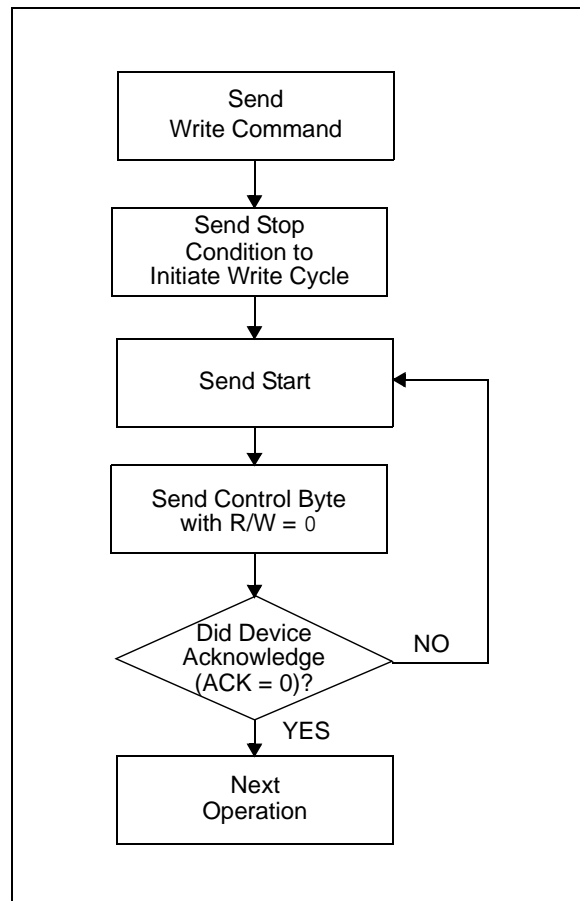 Send
Write Command
Send Stop
Condition to
Initiate Write Cycle
Send Start
Send Control Byte
with R/W = 0
Did Device
Acknowledge
(ACK = 0)?
NO
YES
Next
Operation